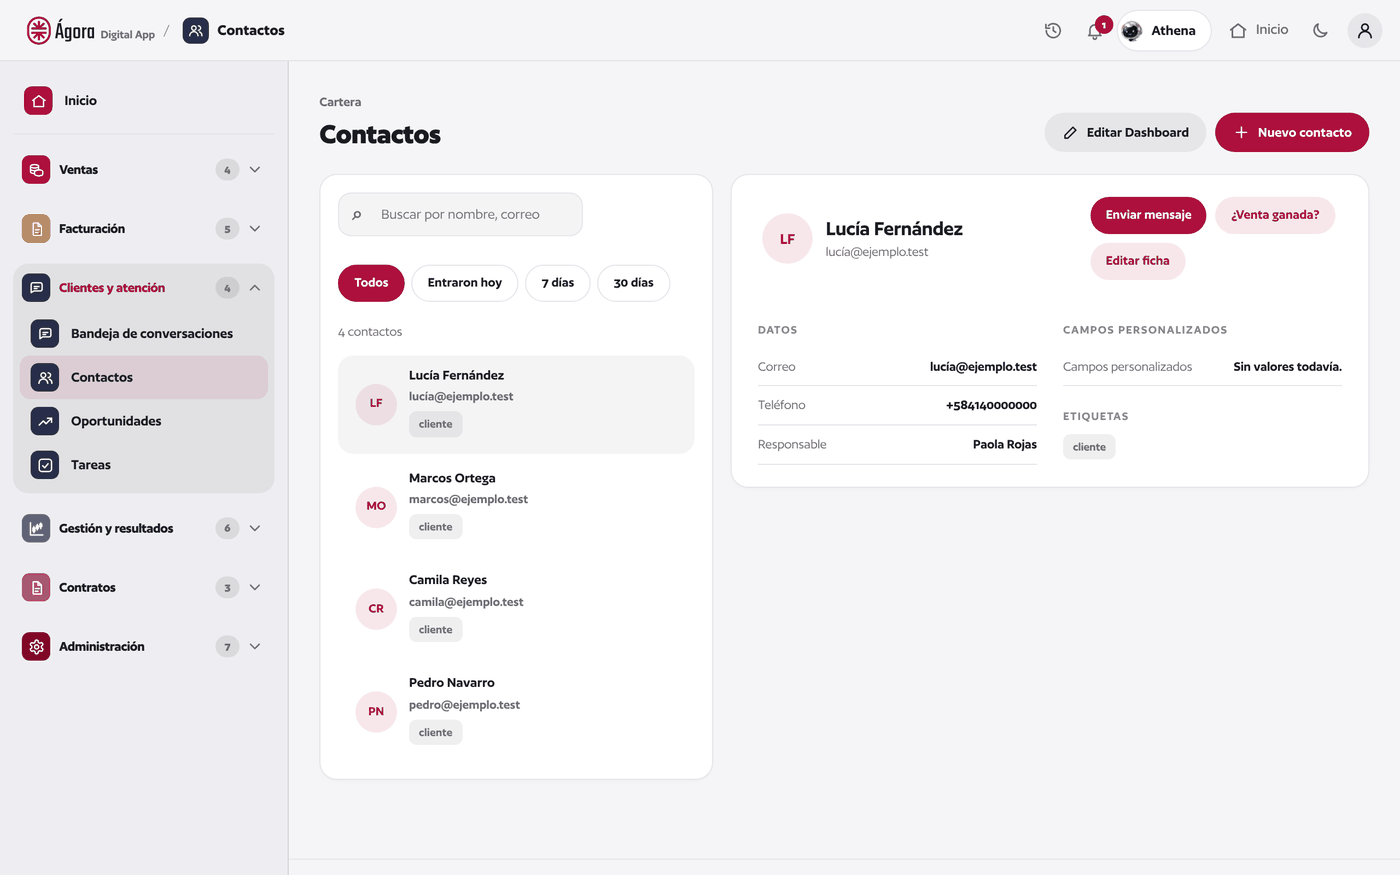 Ágora Digital App / Contactos
1
Athena
Inicio
Inicio
Ventas 4
Facturación 5
Clientes y atención 4
Bandeja de conversaciones
Contactos
Oportunidades
Tareas
Gestión y resultados 6
Contratos 3
Administración 7
Cartera
Contactos
Editar Dashboard
Nuevo contacto
Buscar por nombre, correo
Todos
Entraron hoy
7 días
30 días
4 contactos
LF
Lucía Fernández
lucia@ejemplo.test
cliente
MO
Marcos Ortega
marcos@ejemplo.test
cliente
CR
Camila Reyes
camila@ejemplo.test
cliente
PN
Pedro Navarro
pedro@ejemplo.test
cliente
LF
Lucía Fernández
lucia@ejemplo.test
Enviar mensaje
¿Venta ganada?
Editar ficha
DATOS
Correo lucia@ejemplo.test
Teléfono +584140000000
Responsable Paola Rojas
CAMPOS PERSONALIZADOS
Campos personalizados Sin valores todavía.
ETIQUETAS
cliente